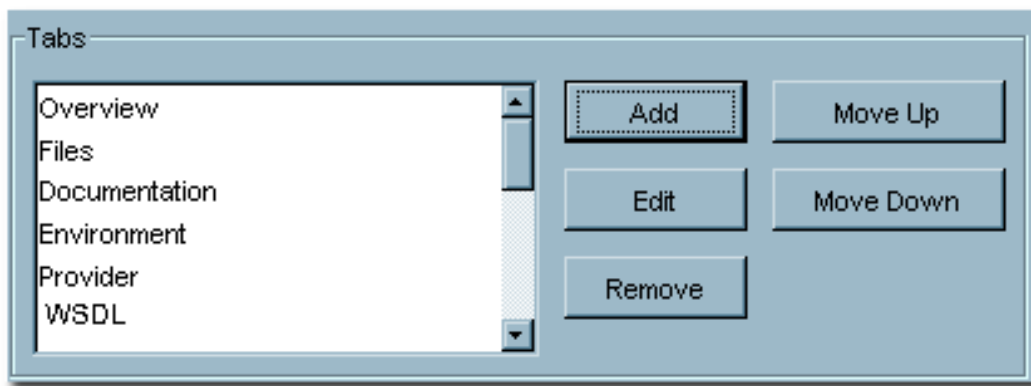 Tabs
Overview
Files
Documentation
Environment
Provider
WSDL
Add
Move Up
Edit
Move Down
Remove